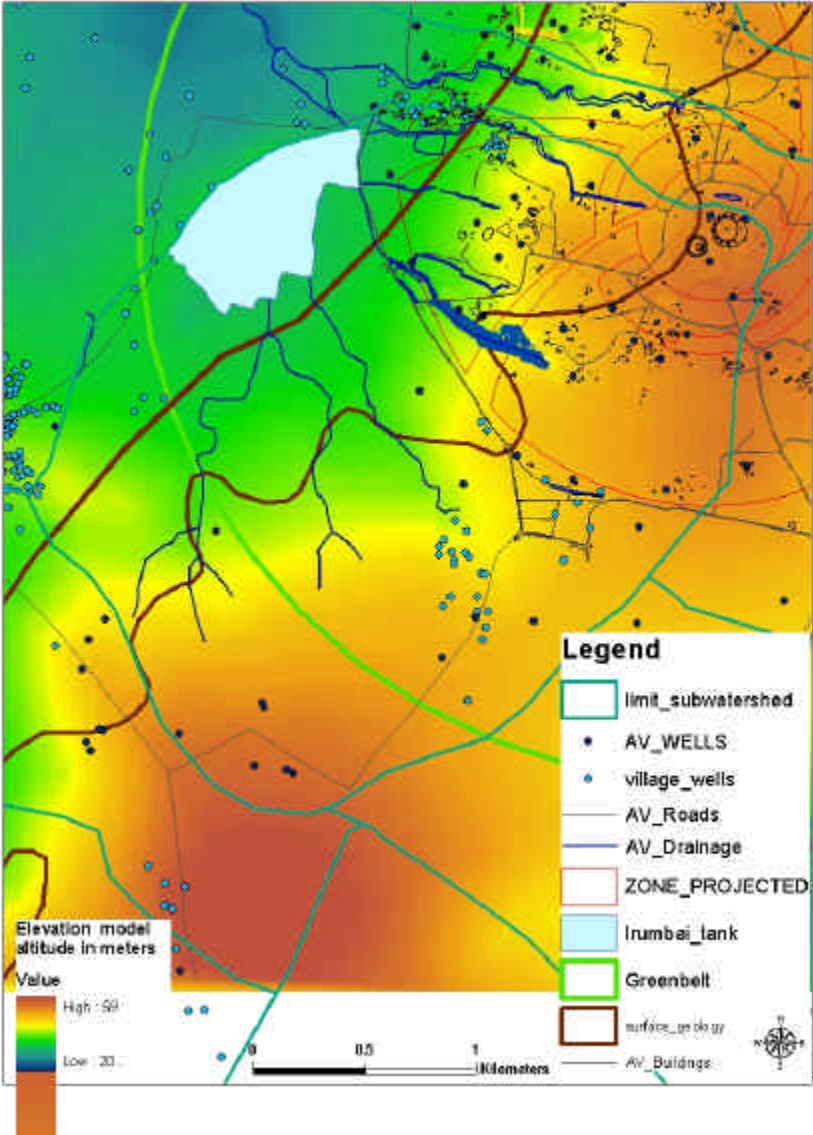 Legend
limit_subwatershed
AV_WELLS
village_wells
AV_Roads
AV_Drainage
ZONE_PROJECTED
Irumbai_tank
Greenbelt
surface_geology
AV_Buildings
Elevation model
altitude in meters
Value
High : 59
Low : 20
0 0.5 1 Kilometers
N
W E
S